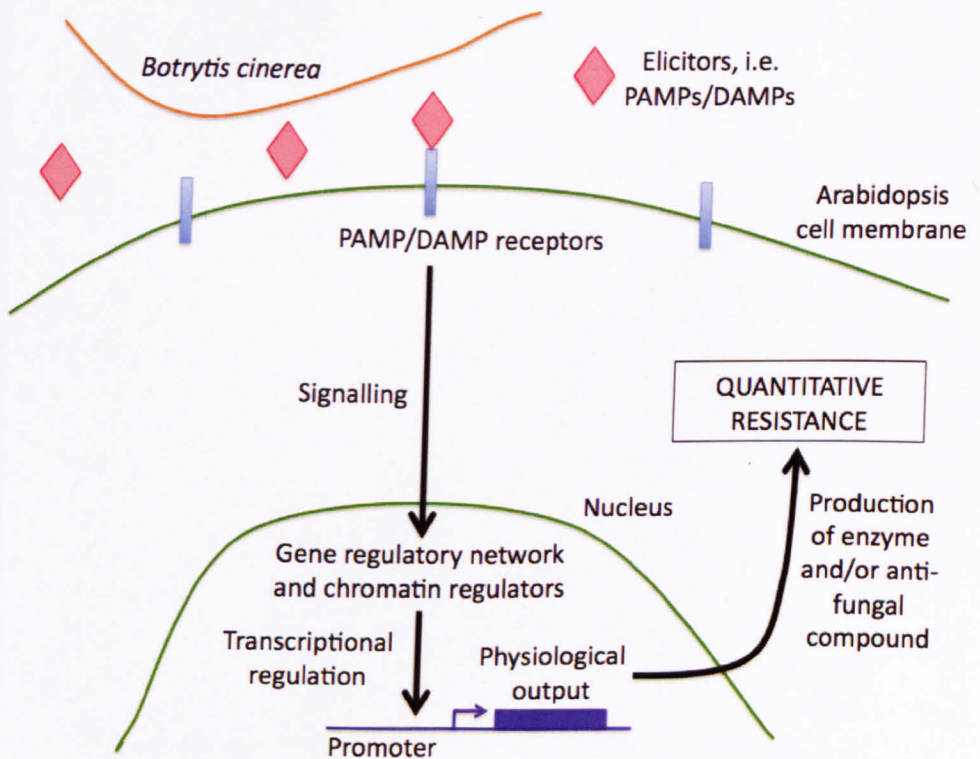 Botrytis cinerea
Elicitors, i.e.
PAMPs/DAMPs
Arabidopsis
cell membrane
PAMP/DAMP receptors
Signalling
QUANTITATIVE
RESISTANCE
Nucleus
Production
of enzyme
and/or anti-
fungal
compound
Gene regulatory network
and chromatin regulators
Transcriptional
regulation
Physiological
output
Promoter